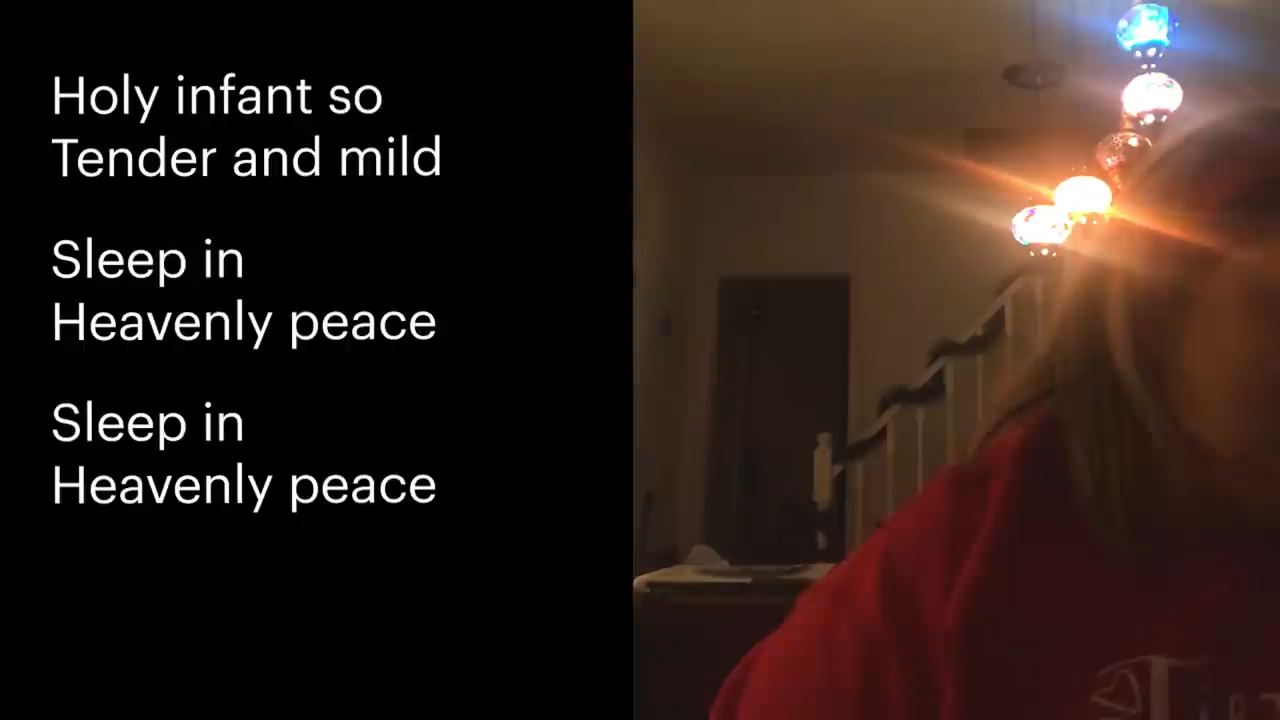 Holy infant so
Tender and mild
Sleep in
Heavenly peace
Sleep in
Heavenly peace